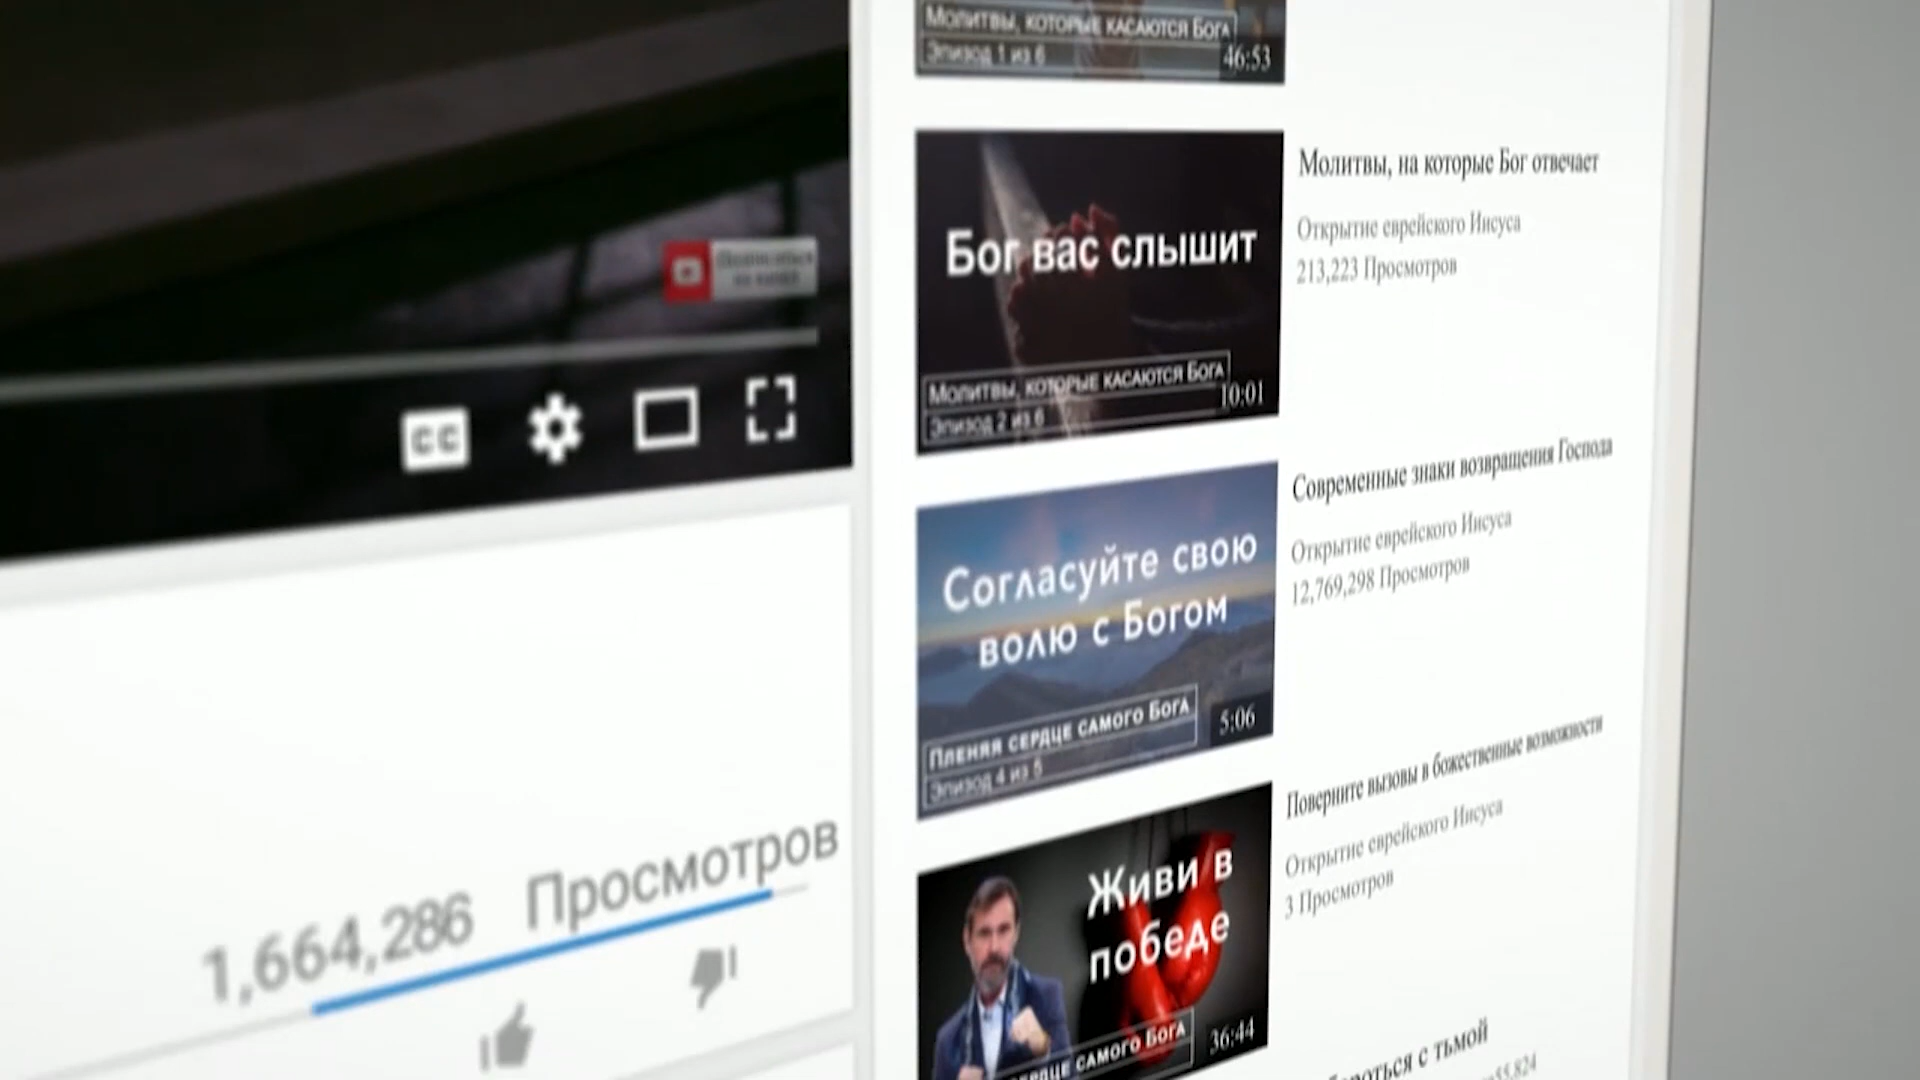 Молитвы, которые касаются Бога
Эпизод 1 из 6
46:53
Бог вас слышит
Молитвы, которые касаются Бога
Эпизод 2 из 6
10:01
Молитвы, на которые Бог отвечает
Открытие еврейского Иисуса
213,223 Просмотров
CC
Согласуйте свою
волю с Богом
Пленяя сердце самого Бога
Эпизод 4 из 5
5:06
Современные знаки возвращения Господа
Открытие еврейского Иисуса
12,769,298 Просмотров
Живи в
победе
сердце самого Бога
36:44
Поверните вызовы в божественные возможности
Открытие еврейского Иисуса
3 Просмотров
1,664,286 Просмотров
с тьмой
55,824